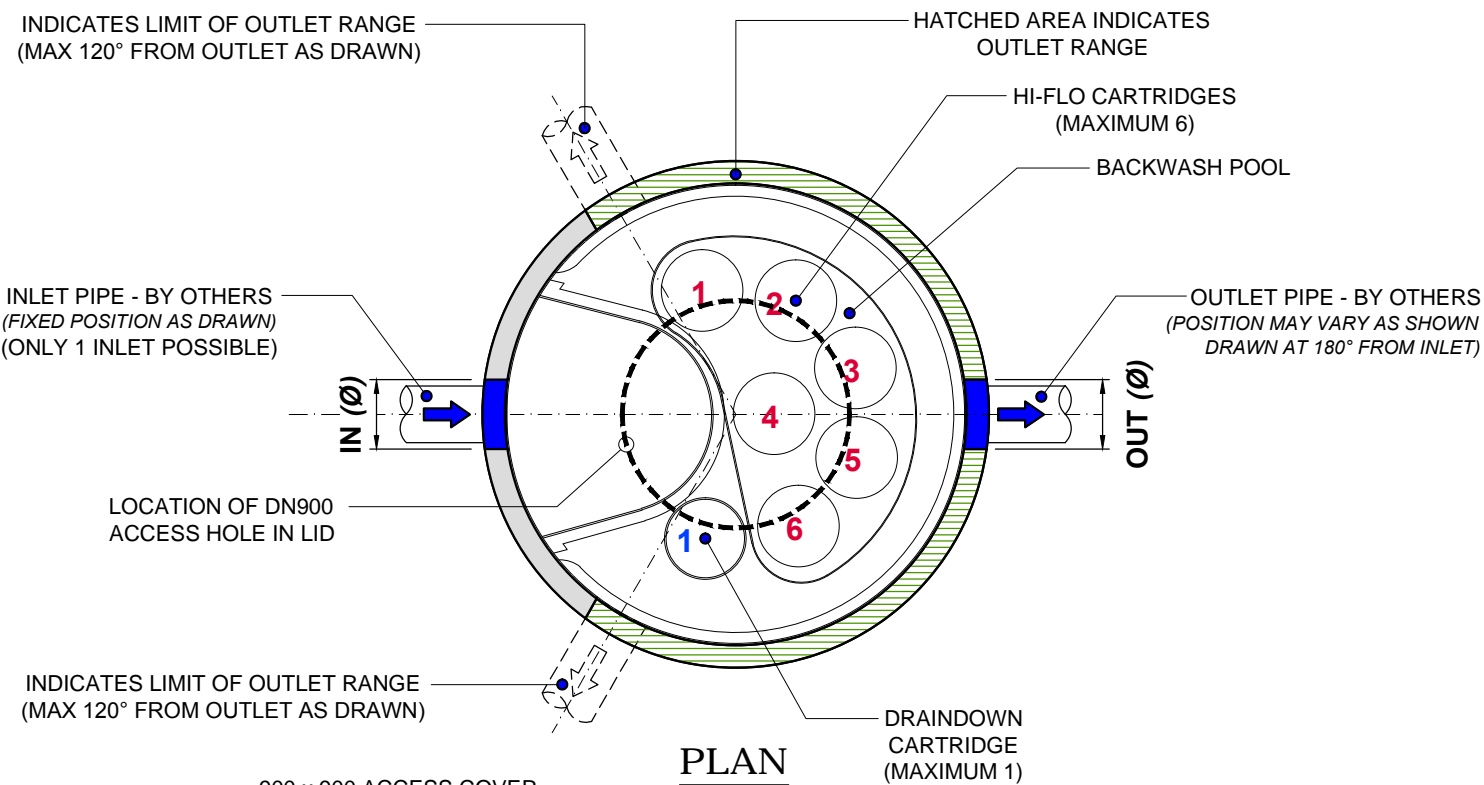 INDICATES LIMIT OF OUTLET RANGE
(MAX 120° FROM OUTLET AS DRAWN)
HATCHED AREA INDICATES
OUTLET RANGE
HI-FLO CARTRIDGES
(MAXIMUM 6)
BACKWASH POOL
INLET PIPE - BY OTHERS
(FIXED POSITION AS DRAWN)
(ONLY 1 INLET POSSIBLE)
OUTLET PIPE - BY OTHERS
(POSITION MAY VARY AS SHOWN
DRAWN AT 180° FROM INLET)
1
2
3
4
5
6
1
IN (Ø)
OUT (Ø)
LOCATION OF DN900
ACCESS HOLE IN LID
INDICATES LIMIT OF OUTLET RANGE
(MAX 120° FROM OUTLET AS DRAWN)
DRAINDOWN
CARTRIDGE
(MAXIMUM 1)
PLAN
ACCESS COVER